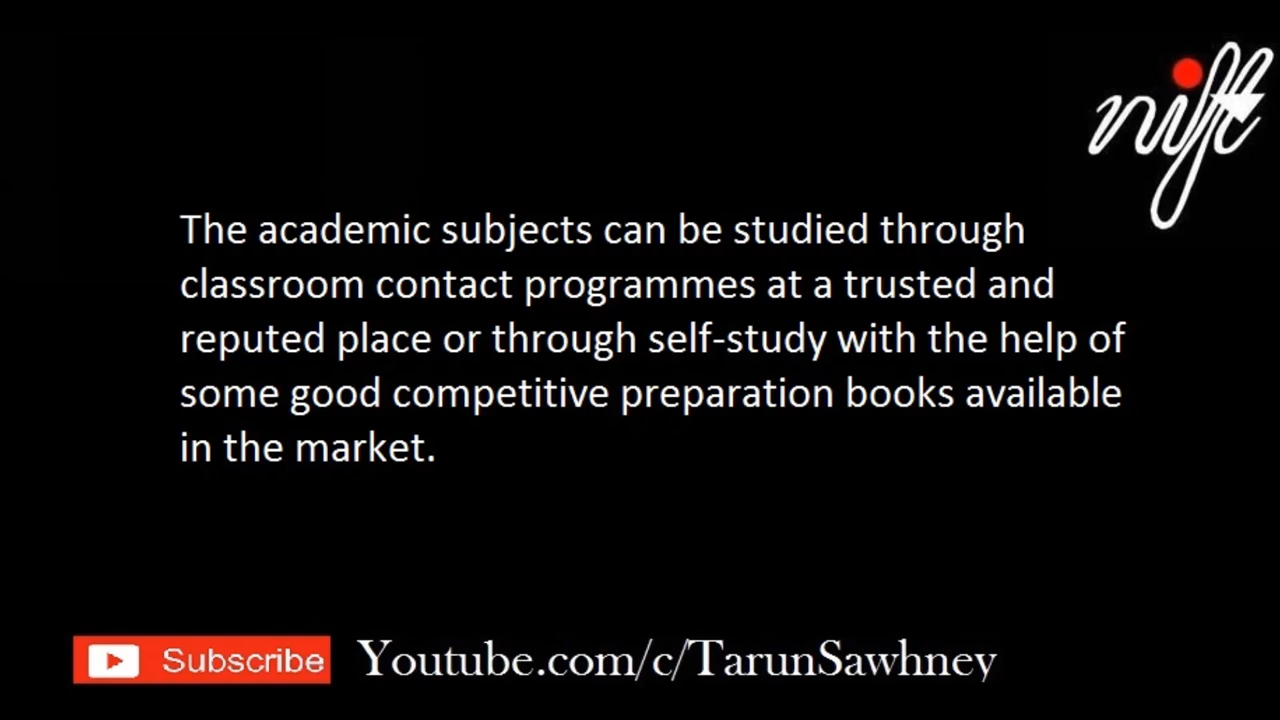 nift
The academic subjects can be studied through
classroom contact programmes at a trusted and
reputed place or through self-study with the help of
some good competitive preparation books available
in the market.
Subscribe Youtube.com/c/TarunSawhney